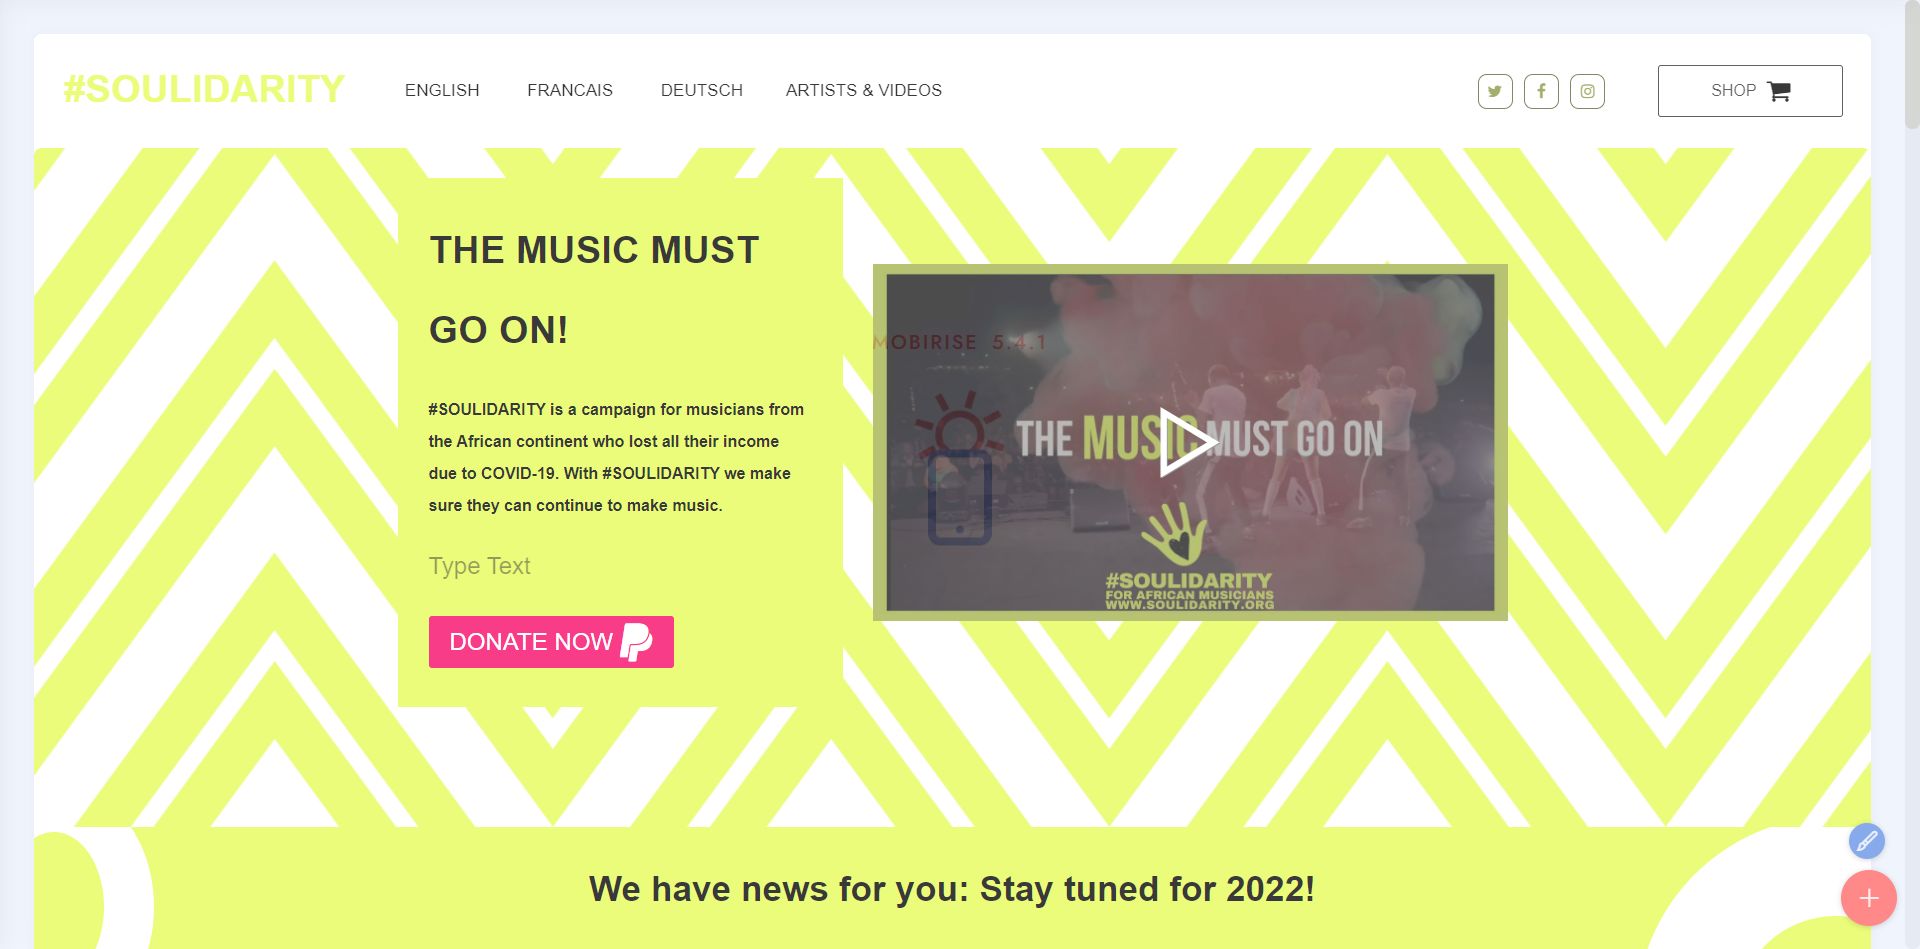 #SOULIDARITY
ENGLISH
FRANCAIS
DEUTSCH
ARTISTS & VIDEOS
SHOP
THE MUSIC MUST
GO ON!
#SOULIDARITY is a campaign for musicians from
the African continent who lost all their income
due to COVID-19. With #SOULIDARITY we make
sure they can continue to make music.
Type Text
DONATE NOW
MOBIRISE 5.4.1
THE MUSIC MUST GO ON
#SOULIDARITY
FOR AFRICAN MUSICIANS
WWW.SOULIDARITY.ORG
We have news for you: Stay tuned for 2022!